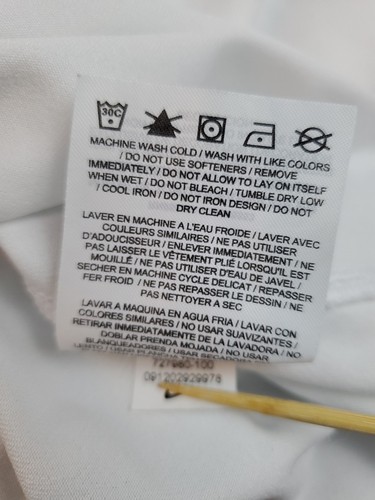 30C
MACHINE WASH COLD / WASH WITH LIKE COLORS
/ DO NOT USE SOFTENERS / REMOVE
IMMEDIATELY / DO NOT ALLOW TO LAY ON ITSELF
WHEN WET / DO NOT BLEACH / TUMBLE DRY LOW
/ COOL IRON / DO NOT IRON DESIGN / DO NOT
DRY CLEAN
LAVER EN MACHINE A L'EAU FROIDE / LAVER AVEC
COULEURS SIMILAIRES / NE PAS UTILISER
D'ADOUCISSEUR / ENLEVER IMMEDIATEMENT / NE
PAS LAISSER LE VÊTEMENT PLIÉ LORSQU'IL EST
MOUILLÉ / NE PAS UTILISER D'EAU DE JAVEL /
SECHER EN MACHINE CYCLE DELICAT / REPASSER
FER FROID / NE PAS REPASSER LE DESSIN / NE
PAS NETTOYER A SEC
LAVAR A MAQUINA EN AGUA FRIA / LAVAR CON
COLORES SIMILARES / NO USAR SUAVIZANTES /
RETIRAR INMEDIATAMENTE DE LA LAVADORA / NO
DOBLAR PRENDA MOJADA / NO USAR
BLANQUEADORES / USAR SECADORA
727980-100
091202929978